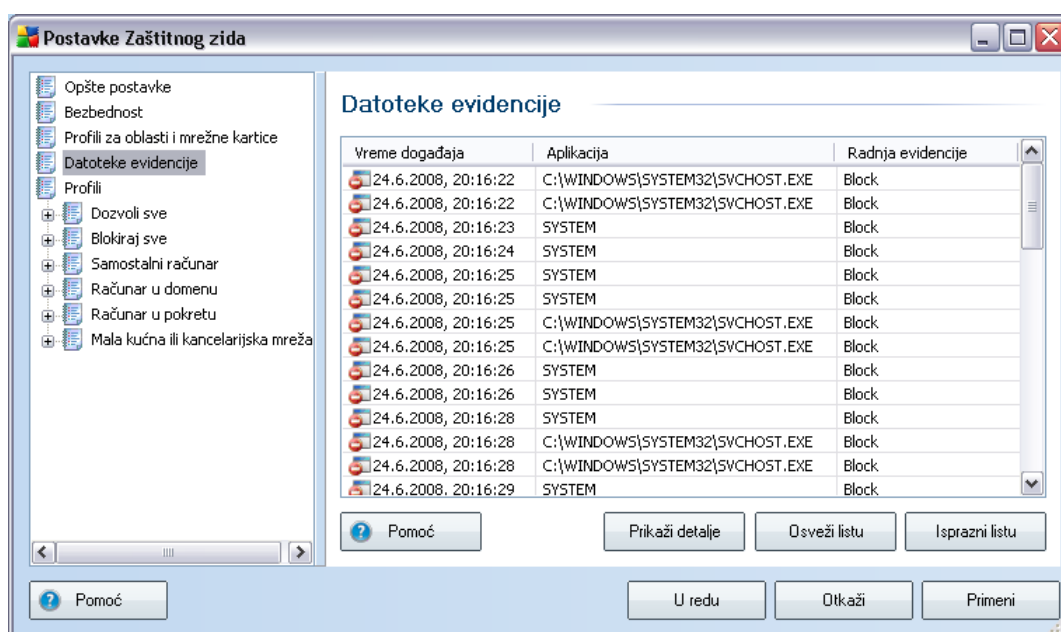 Postavke Zaštitnog zida
Opšte postavke
Bezbednost
Profili za oblasti i mrežne kartice
Datoteke evidencije
Profili
Dozvoli sve
Blokiraj sve
Samostalni računar
Računar u domenu
Računar u pokretu
Mala kućna ili kancelarijska mreža
Datoteke evidencije
Vreme događaja Aplikacija Radnja evidencije
24.6.2008, 20:16:22 C:\WINDOWS\SYSTEM32\SVCHOST.EXE Block
24.6.2008, 20:16:22 C:\WINDOWS\SYSTEM32\SVCHOST.EXE Block
24.6.2008, 20:16:23 SYSTEM Block
24.6.2008, 20:16:24 SYSTEM Block
24.6.2008, 20:16:25 SYSTEM Block
24.6.2008, 20:16:25 SYSTEM Block
24.6.2008, 20:16:25 C:\WINDOWS\SYSTEM32\SVCHOST.EXE Block
24.6.2008, 20:16:25 C:\WINDOWS\SYSTEM32\SVCHOST.EXE Block
24.6.2008, 20:16:26 SYSTEM Block
24.6.2008, 20:16:26 SYSTEM Block
24.6.2008, 20:16:28 SYSTEM Block
24.6.2008, 20:16:28 C:\WINDOWS\SYSTEM32\SVCHOST.EXE Block
24.6.2008, 20:16:28 C:\WINDOWS\SYSTEM32\SVCHOST.EXE Block
24.6.2008, 20:16:29 SYSTEM Block
Pomoć Prikaži detalje Osveži listu Isprazni listu
Pomoć U redu Otkaži Primeni